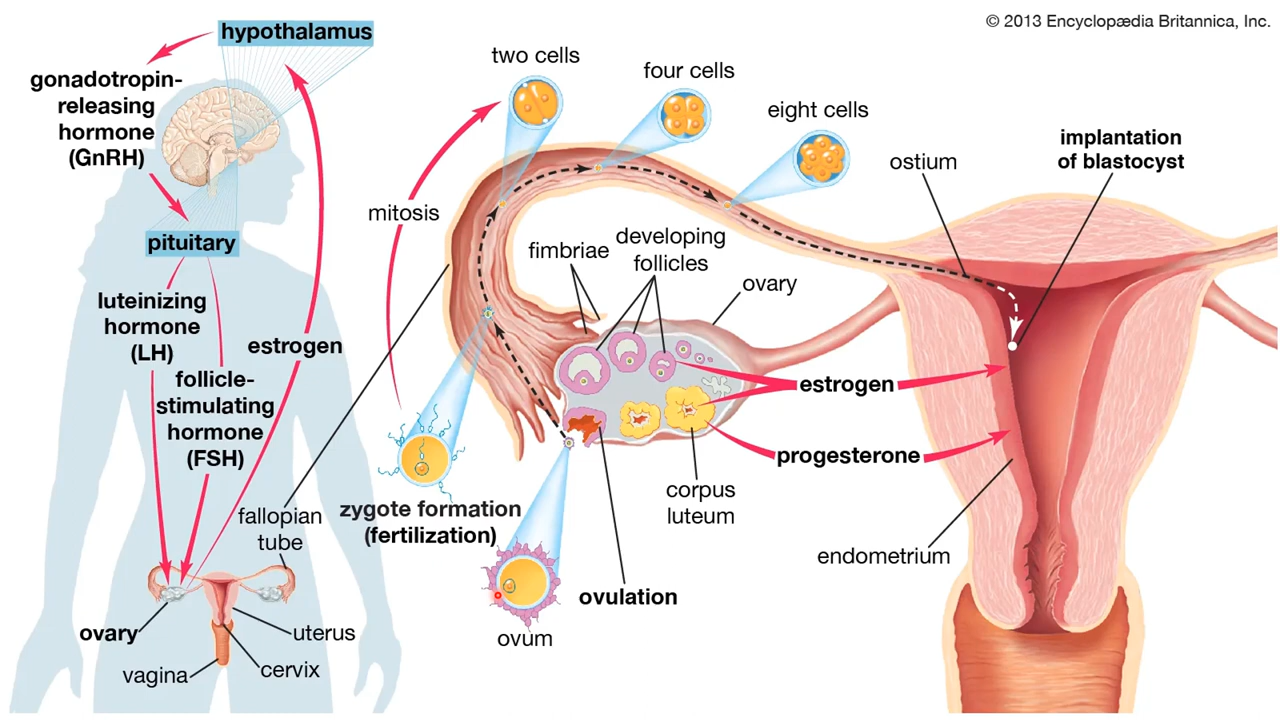 © 2013 Encyclopædia Britannica, Inc.
hypothalamus
gonadotropin-
releasing
hormone
(GnRH)
pituitary
luteinizing
hormone
(LH)
estrogen
follicle-
stimulating
hormone
(FSH)
fallopian
tube
ovary
uterus
vagina
cervix
two cells
four cells
eight cells
mitosis
fimbriae
developing
follicles
ovary
ostium
implantation
of blastocyst
estrogen
progesterone
corpus
luteum
endometrium
zygote formation
(fertilization)
ovulation
ovum